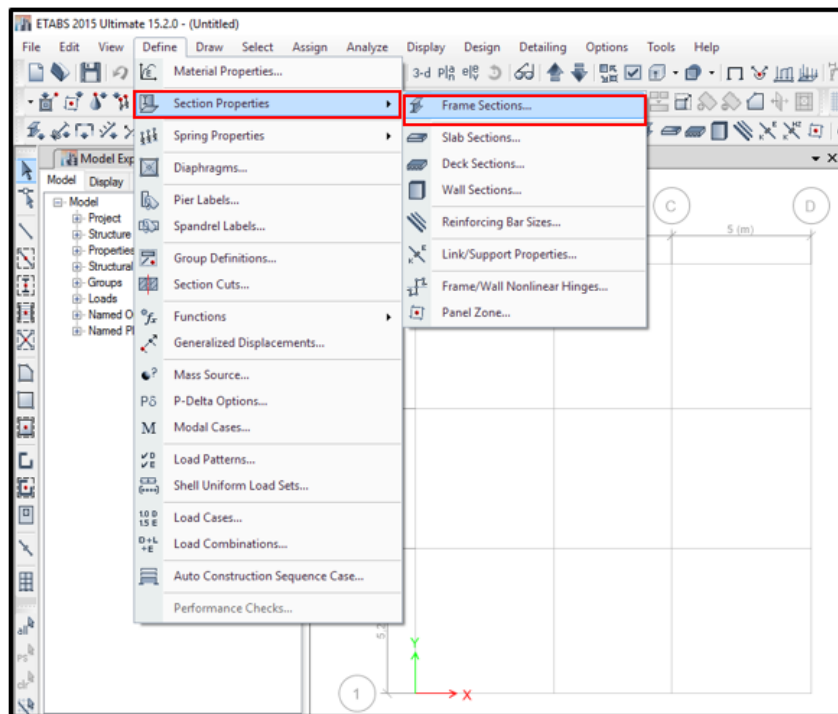 ETABS 2015 Ultimate 15.2.0 - (Untitled)
File Edit View Define Draw Select Assign Analyze Display Design Detailing Options Tools Help
3-d
Model
Display
Model
Project
Structure
Properties
Structural
Groups
Loads
Named O
Named Pl
Material Properties...
Section Properties
Spring Properties
Diaphragms...
Pier Labels...
Spandrel Labels...
Group Definitions...
Section Cuts...
Functions
Generalized Displacements...
Mass Source...
Pδ P-Delta Options...
M Modal Cases...
Load Patterns...
Shell Uniform Load Sets...
Load Cases...
D+L +E Load Combinations...
Auto Construction Sequence Case...
Performance Checks...
Frame Sections...
Slab Sections...
Deck Sections...
Wall Sections...
Reinforcing Bar Sizes...
Link/Support Properties...
Frame/Wall Nonlinear Hinges...
Panel Zone...
C
D
5 (m)
Y
X
1
all